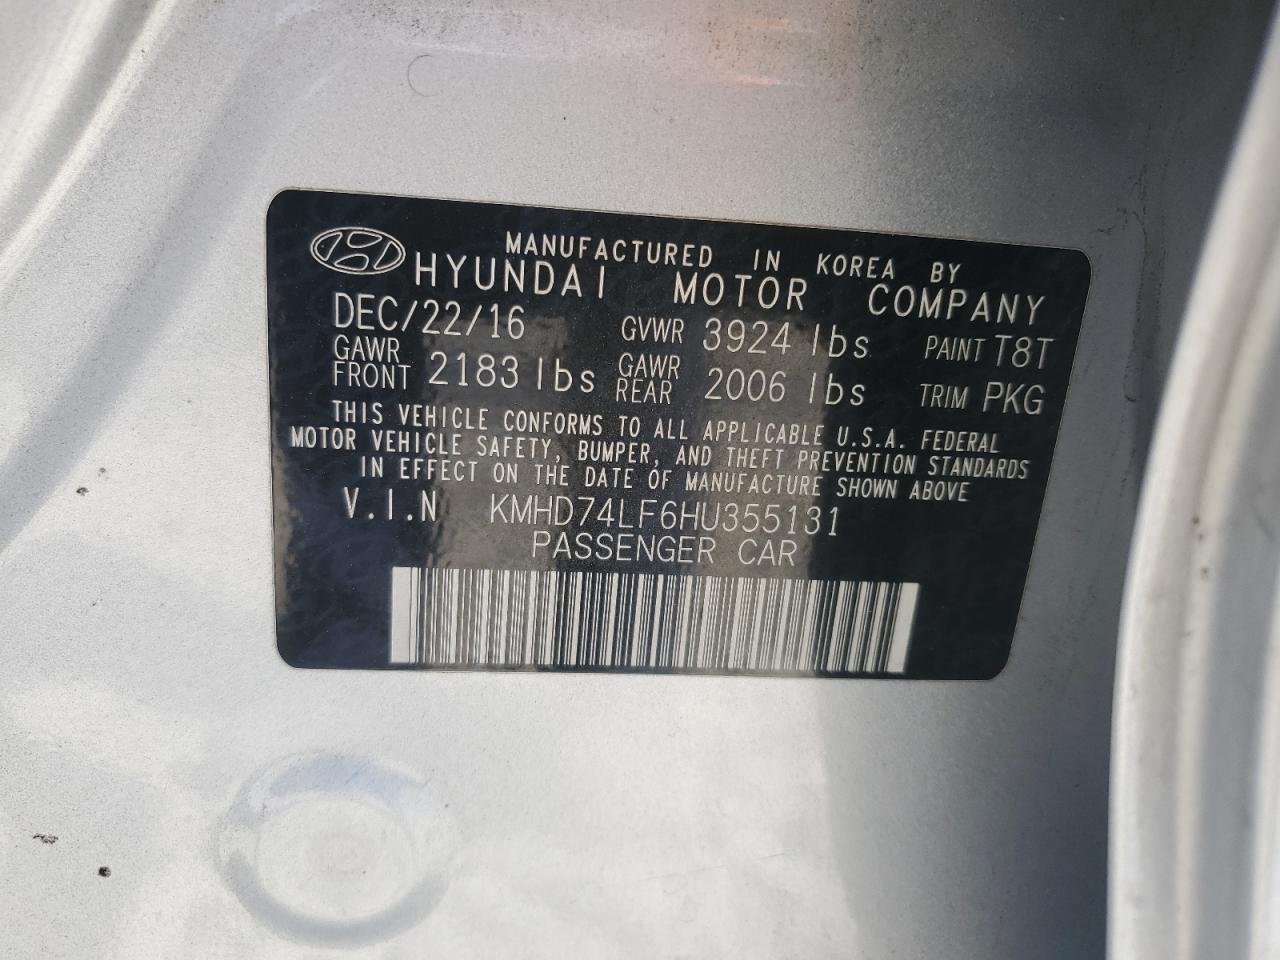 MANUFACTURED IN KOREA BY
HYUNDAI MOTOR COMPANY
DEC/22/16 GVWR 3924 lbs PAINT T8T
GAWR FRONT 2183 lbs GAWR REAR 2006 lbs TRIM PKG
THIS VEHICLE CONFORMS TO ALL APPLICABLE U.S.A. FEDERAL
MOTOR VEHICLE SAFETY, BUMPER, AND THEFT PREVENTION STANDARDS
IN EFFECT ON THE DATE OF MANUFACTURE SHOWN ABOVE
V.I.N KMHD74LF6HU355131
PASSENGER CAR